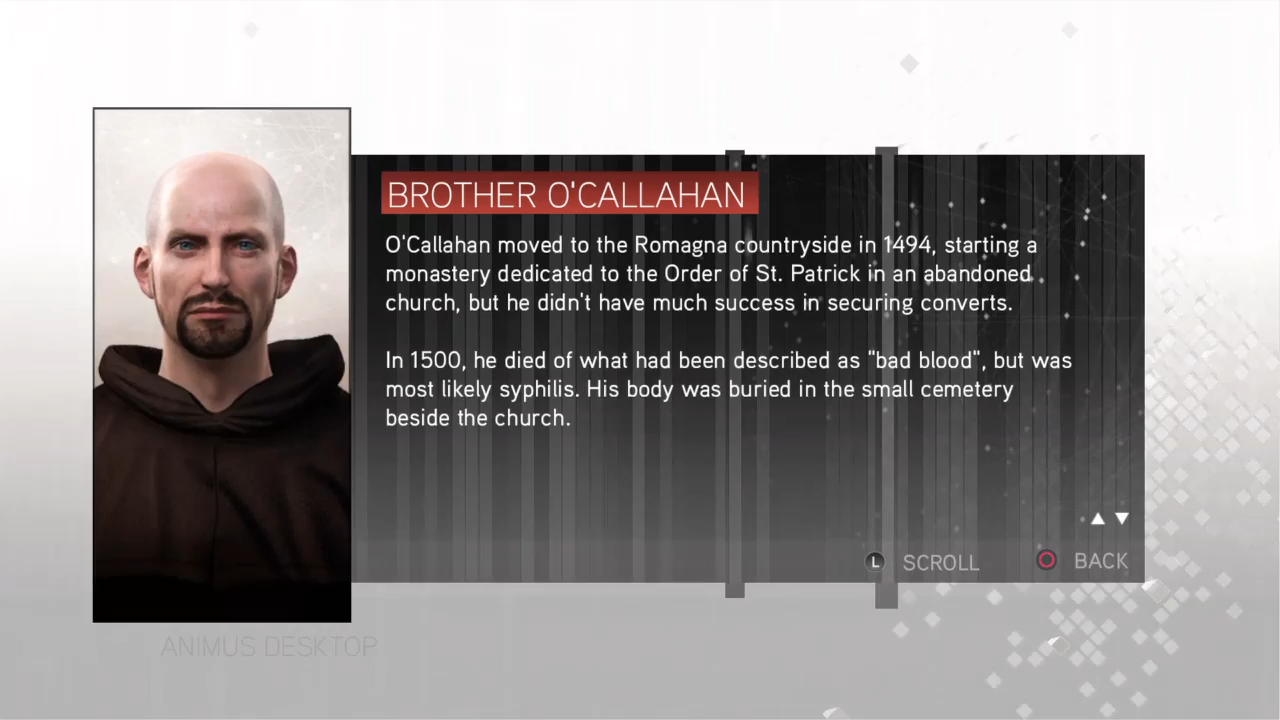 BROTHER O'CALLAHAN
O'Callahan moved to the Romagna countryside in 1494, starting a
monastery dedicated to the Order of St. Patrick in an abandoned
church, but he didn't have much success in securing converts.
In 1500, he died of what had been described as "bad blood", but was
most likely syphilis. His body was buried in the small cemetery
beside the church.
L SCROLL BACK
ANIMUS DESKTOP